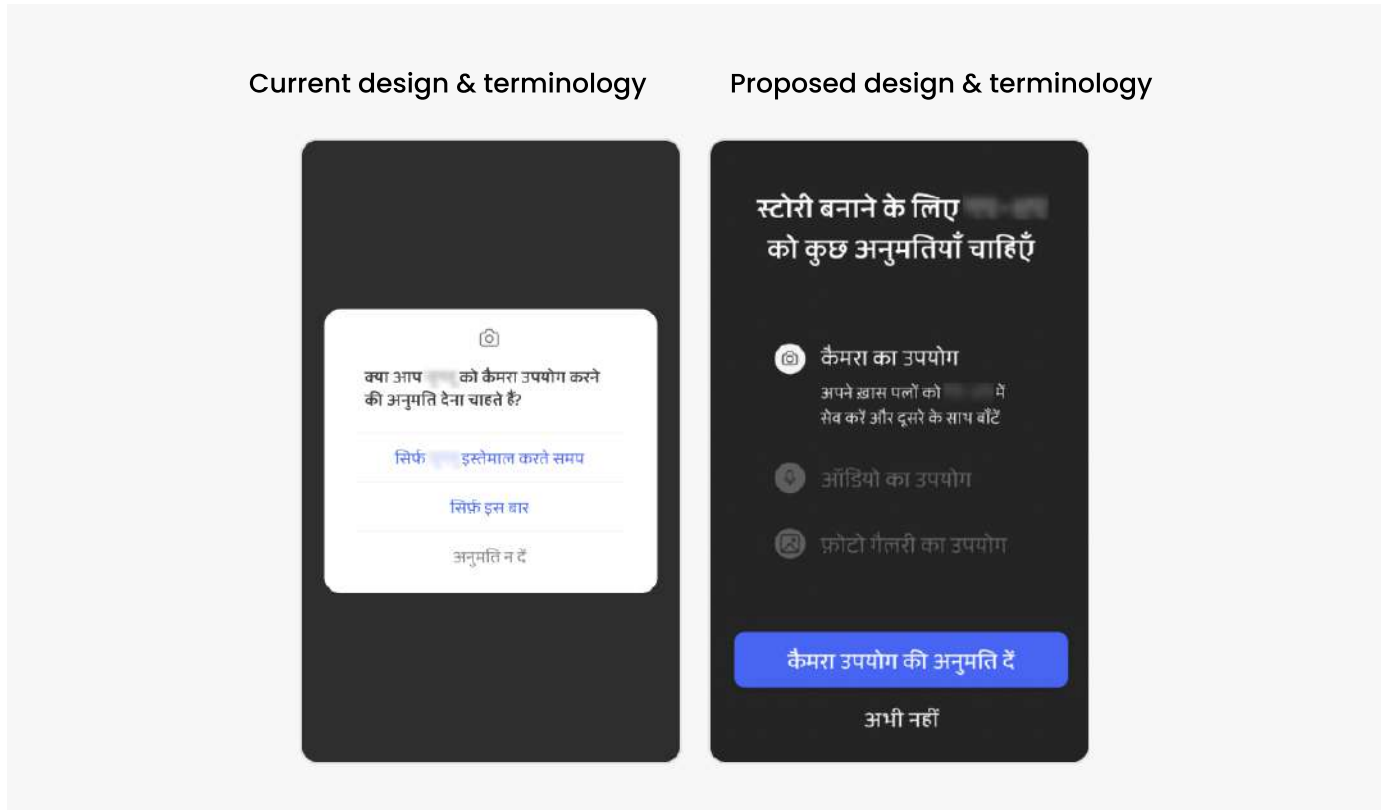 Current design & terminology
क्या आप को कैमरा उपयोग करने
की अनुमति देना चाहते हैं?
सिर्फ इस्तेमाल करते समप
सिर्फ़ इस बार
अनुमति न दें
Proposed design & terminology
स्टोरी बनाने के लिए
को कुछ अनुमतियाँ चाहिएँ
कैमरा का उपयोग
अपने ख़ास पलों को में
सेव करें और दूसरे के साथ बाँटें
ऑडियो का उपयोग
फ़ोटो गैलरी का उपयोग
कैमरा उपयोग की अनुमति दें
अभी नहीं